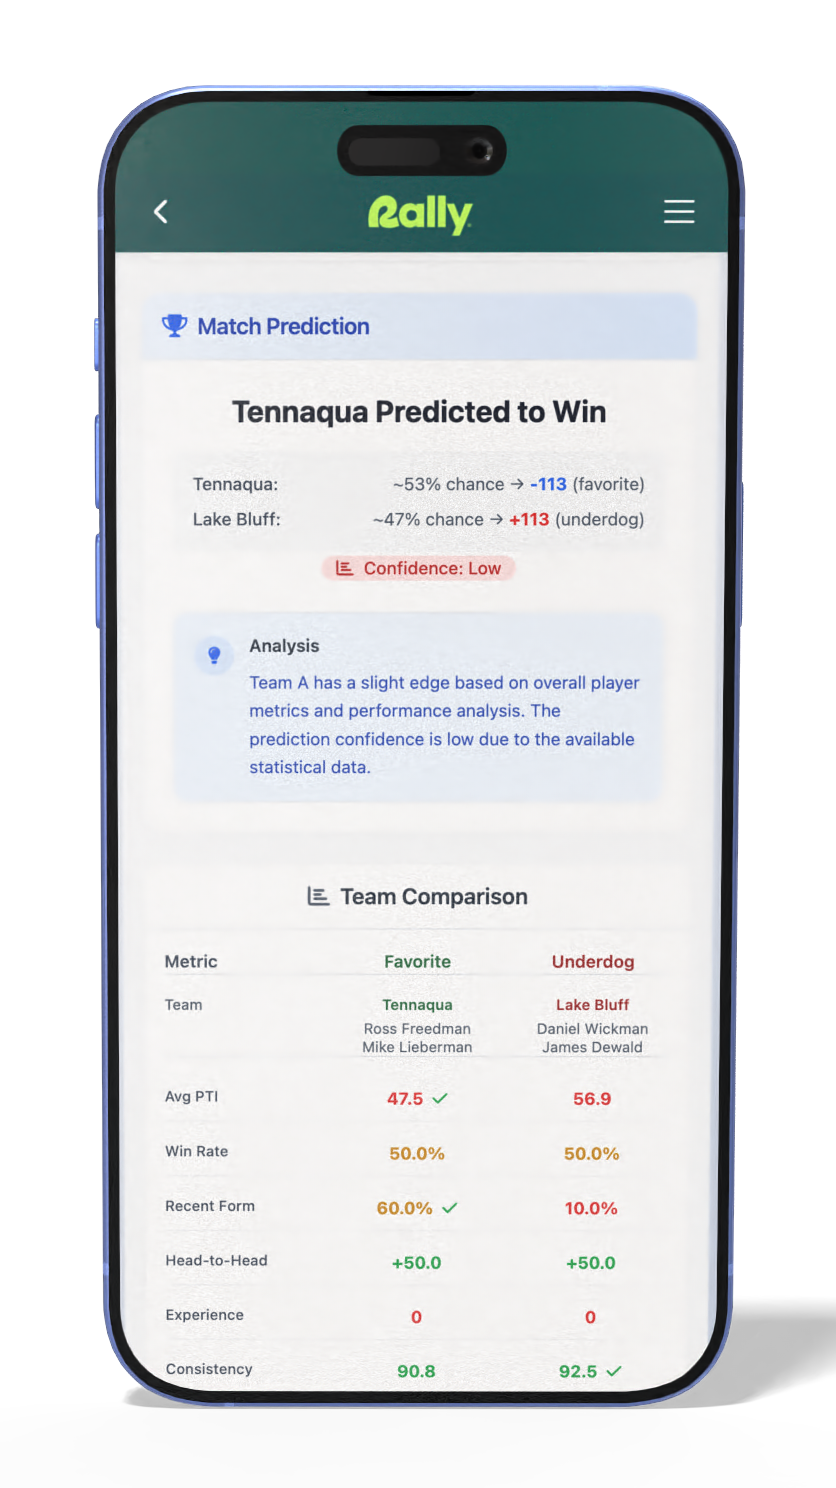 Rally
Match Prediction
Tennaqua Predicted to Win
Tennaqua: ~53% chance → -113 (favorite)
Lake Bluff: ~47% chance → +113 (underdog)
Confidence: Low
Analysis
Team A has a slight edge based on overall player
metrics and performance analysis. The
prediction confidence is low due to the available
statistical data.
Team Comparison
Metric Favorite Underdog
Team Tennaqua Lake Bluff
Ross Freedman Daniel Wickman
Mike Lieberman James Dewald
Avg PTI 47.5 ✓ 56.9
Win Rate 50.0% 50.0%
Recent Form 60.0% ✓ 10.0%
Head-to-Head +50.0 +50.0
Experience 0 0
Consistency 90.8 92.5 ✓